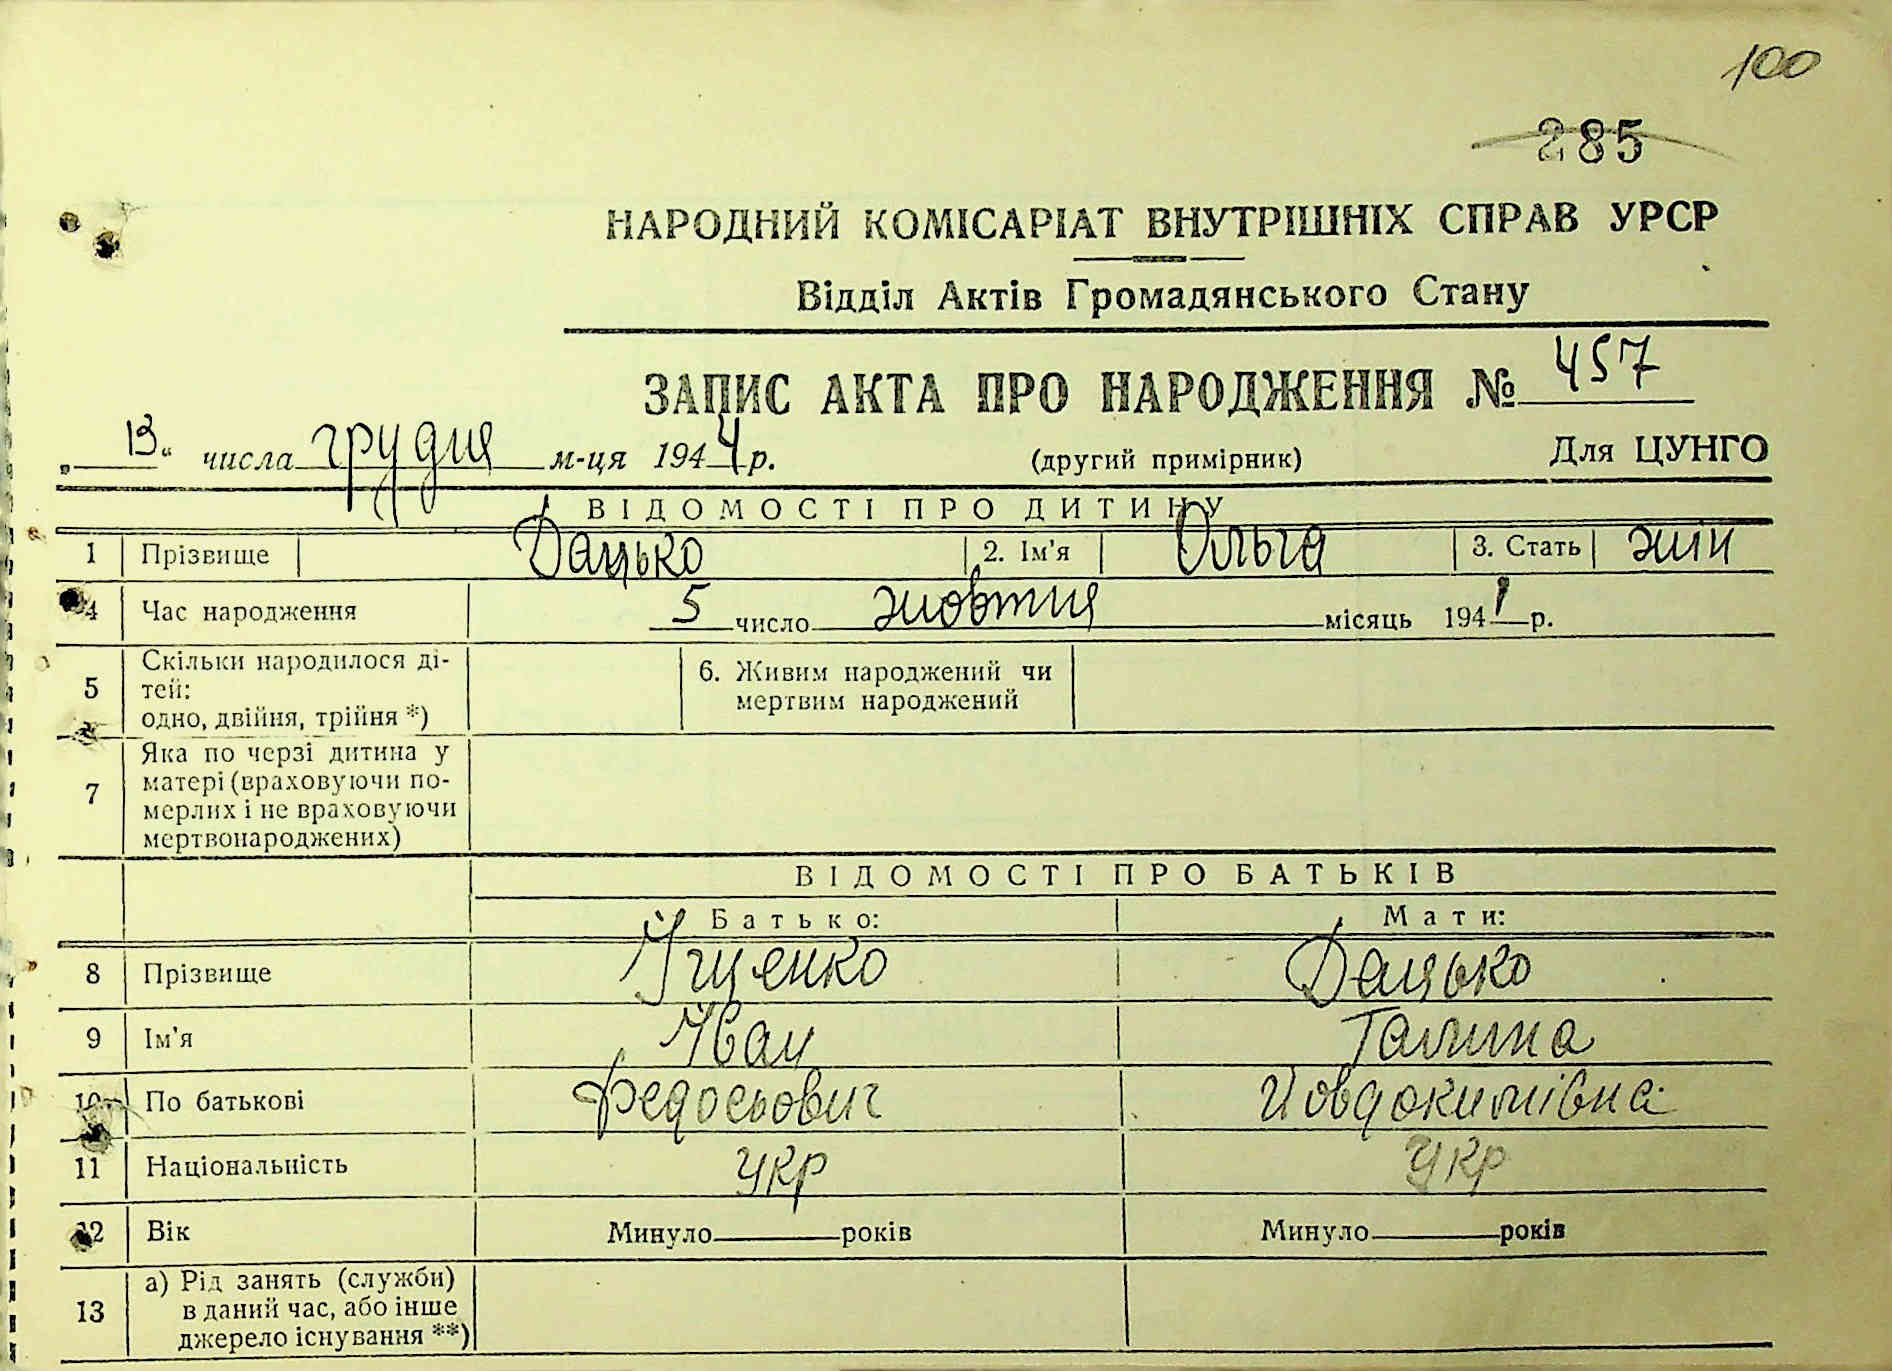 100
285
НАРОДНИЙ КОМІСАРІАТ ВНУТРІШНІХ СПРАВ УРСР
Відділ Актів Громадянського Стану
ЗАПИС АКТА ПРО НАРОДЖЕННЯ № 457
„13“ числа грудня м-ця 1944 р. (другий примірник) Для ЦУНГО
ВІДОМОСТІ ПРО ДИТИНУ
1 Прізвище Дацько 2. Ім'я Ольга 3. Стать жін
4 Час народження 5 число жовтня місяць 1941 р.
5 Скільки народилося ді-
тей:
одно, двійня, трійня *)
6. Живим народжений чи
мертвим народжений
7 Яка по черзі дитина у
матері (враховуючи по-
мерлих і не враховуючи
мертвонароджених)
ВІДОМОСТІ ПРО БАТЬКІВ
Батько: Мати:
8 Прізвище Іщенко Дацько
9 Ім'я Іван Галина
10 По батькові Федосьович Йовдокимівна
11 Національність укр укр
12 Вік Минуло років Минуло років
13 а) Рід занять (служби)
в даний час, або інше
джерело існування **)